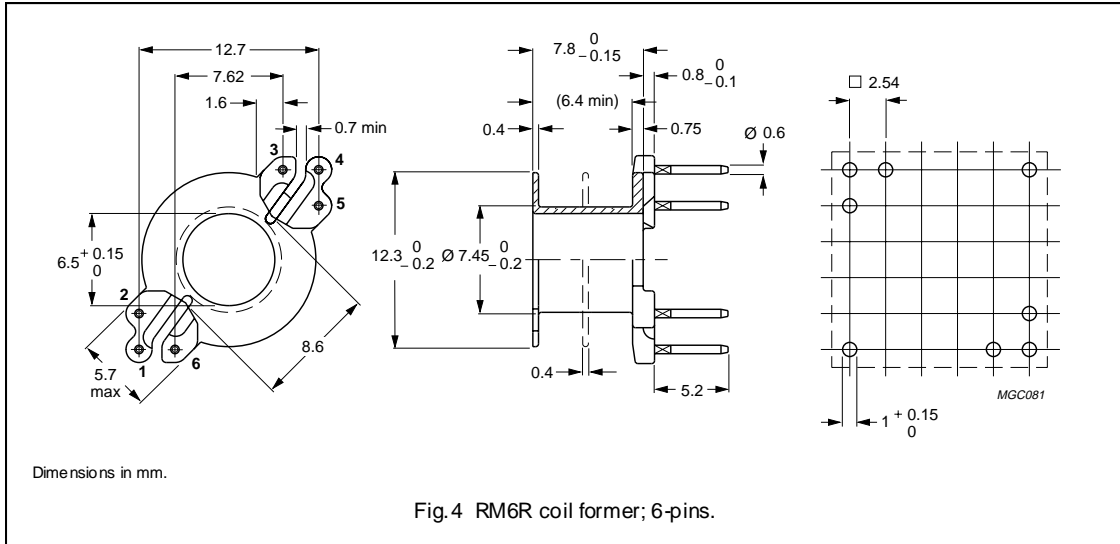 12.7
7.62
1.6
0.7 min
3
4
5
6.5 + 0.15 0
2
1
6
5.7 max
8.6
7.8 0 −0.15
0.8 0 −0.1
(6.4 min)
0.4
0.75
Ø 0.6
12.3 0 −0.2
Ø 7.45 0 −0.2
0.4
5.2
□ 2.54
1 + 0.15 0
MGC081
Dimensions in mm.
Fig.4 RM6R coil former; 6-pins.